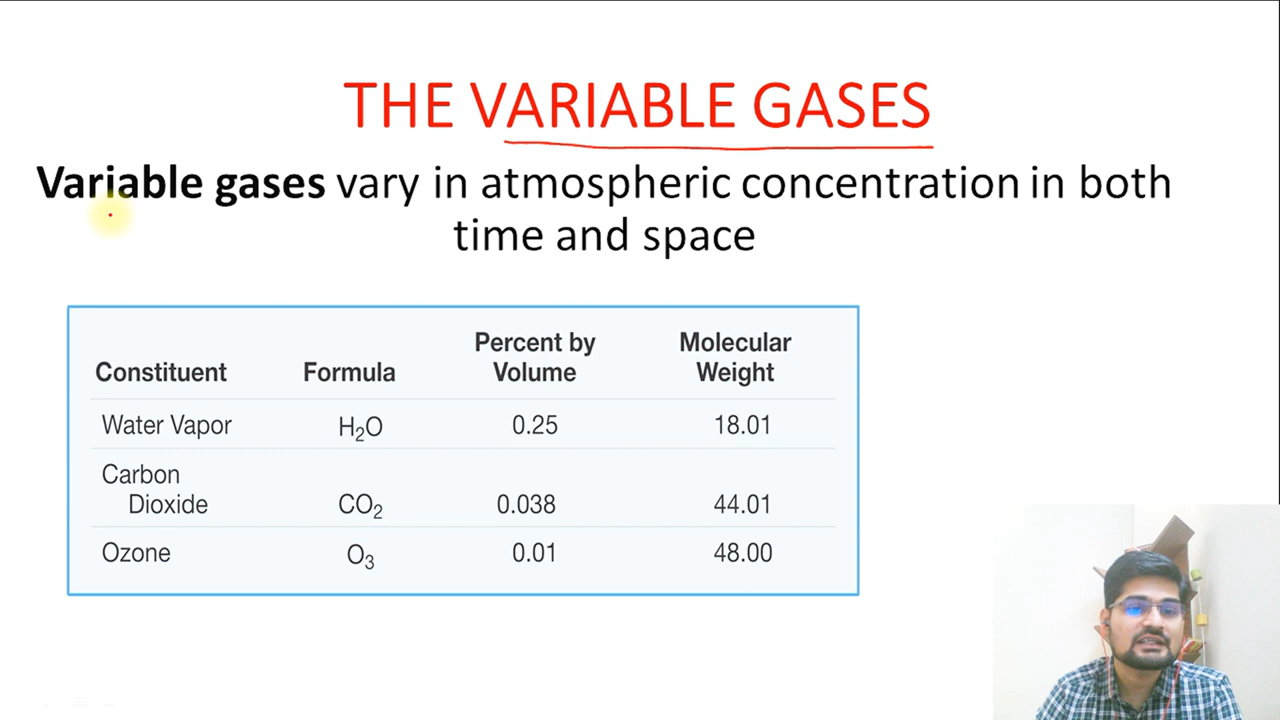 THE VARIABLE GASES
Variable gases vary in atmospheric concentration in both
time and space
Constituent Formula Percent by Volume Molecular Weight
Water Vapor H₂O 0.25 18.01
Carbon Dioxide CO₂ 0.038 44.01
Ozone O₃ 0.01 48.00